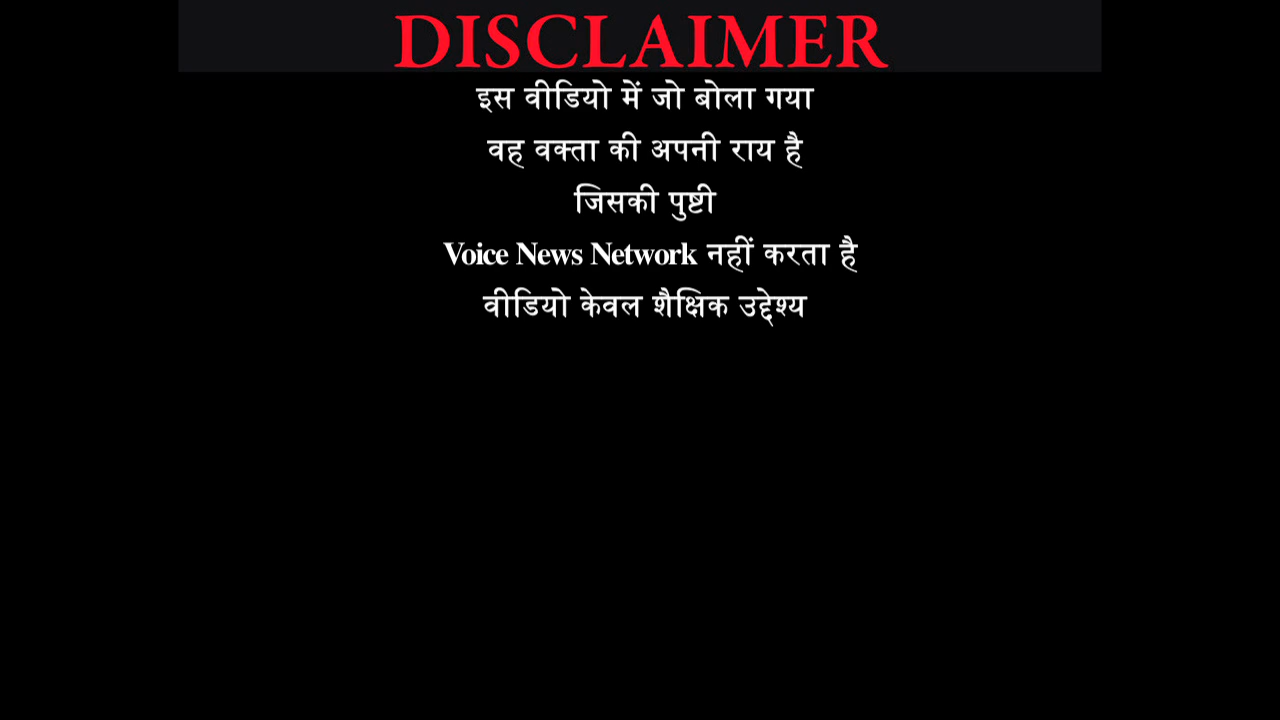 DISCLAIMER
इस वीडियो में जो बोला गया
वह वक्ता की अपनी राय है
जिसकी पुष्टी
Voice News Network नहीं करता है
वीडियो केवल शैक्षिक उद्देश्य